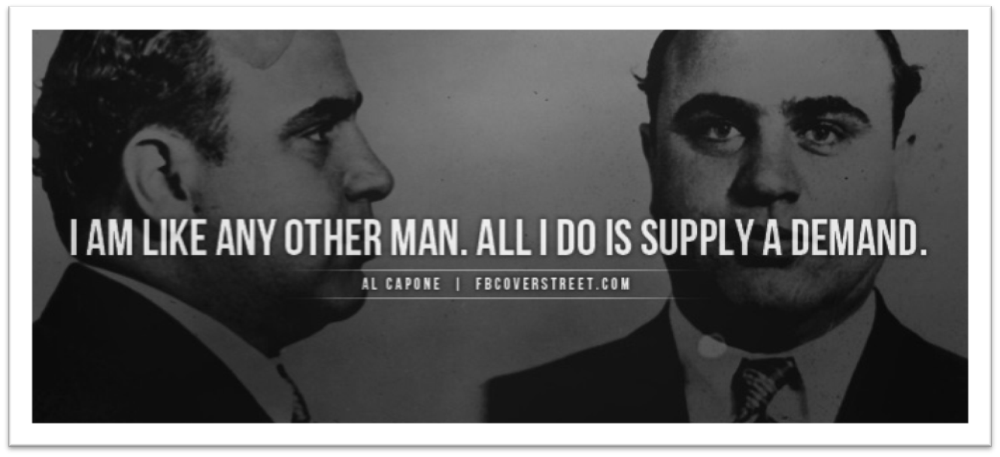 I AM LIKE ANY OTHER MAN. ALL I DO IS SUPPLY A DEMAND.
AL CAPONE | FBCOVERSTREET.COM